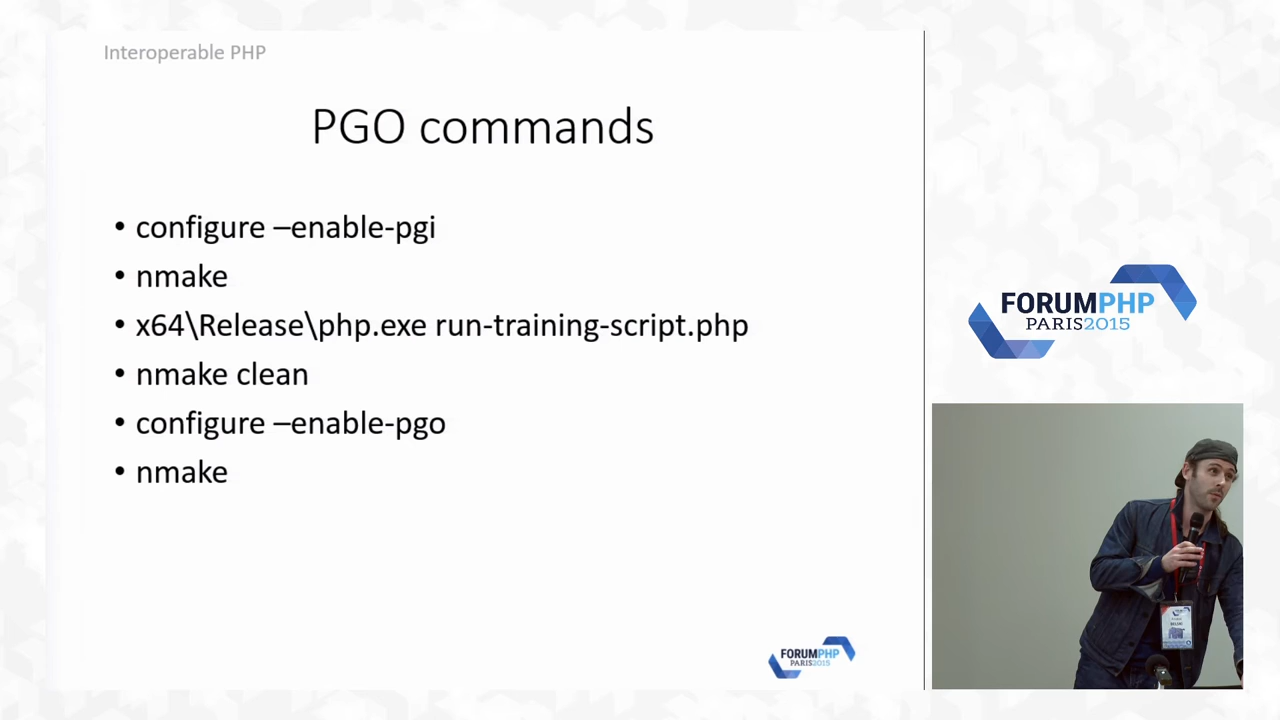 Interoperable PHP
PGO commands
• configure –enable-pgi
• nmake
• x64\Release\php.exe run-training-script.php
• nmake clean
• configure –enable-pgo
• nmake
FORUMPHP
PARIS2015
FORUMPHP
PARIS2015